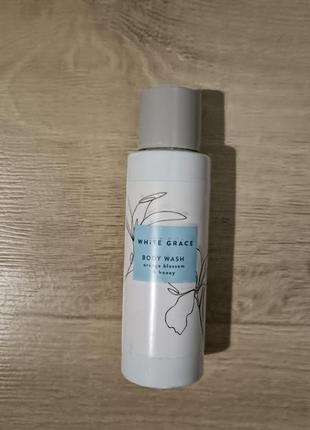 WHITE GRACE
BODY WASH
orange blossom
& honey